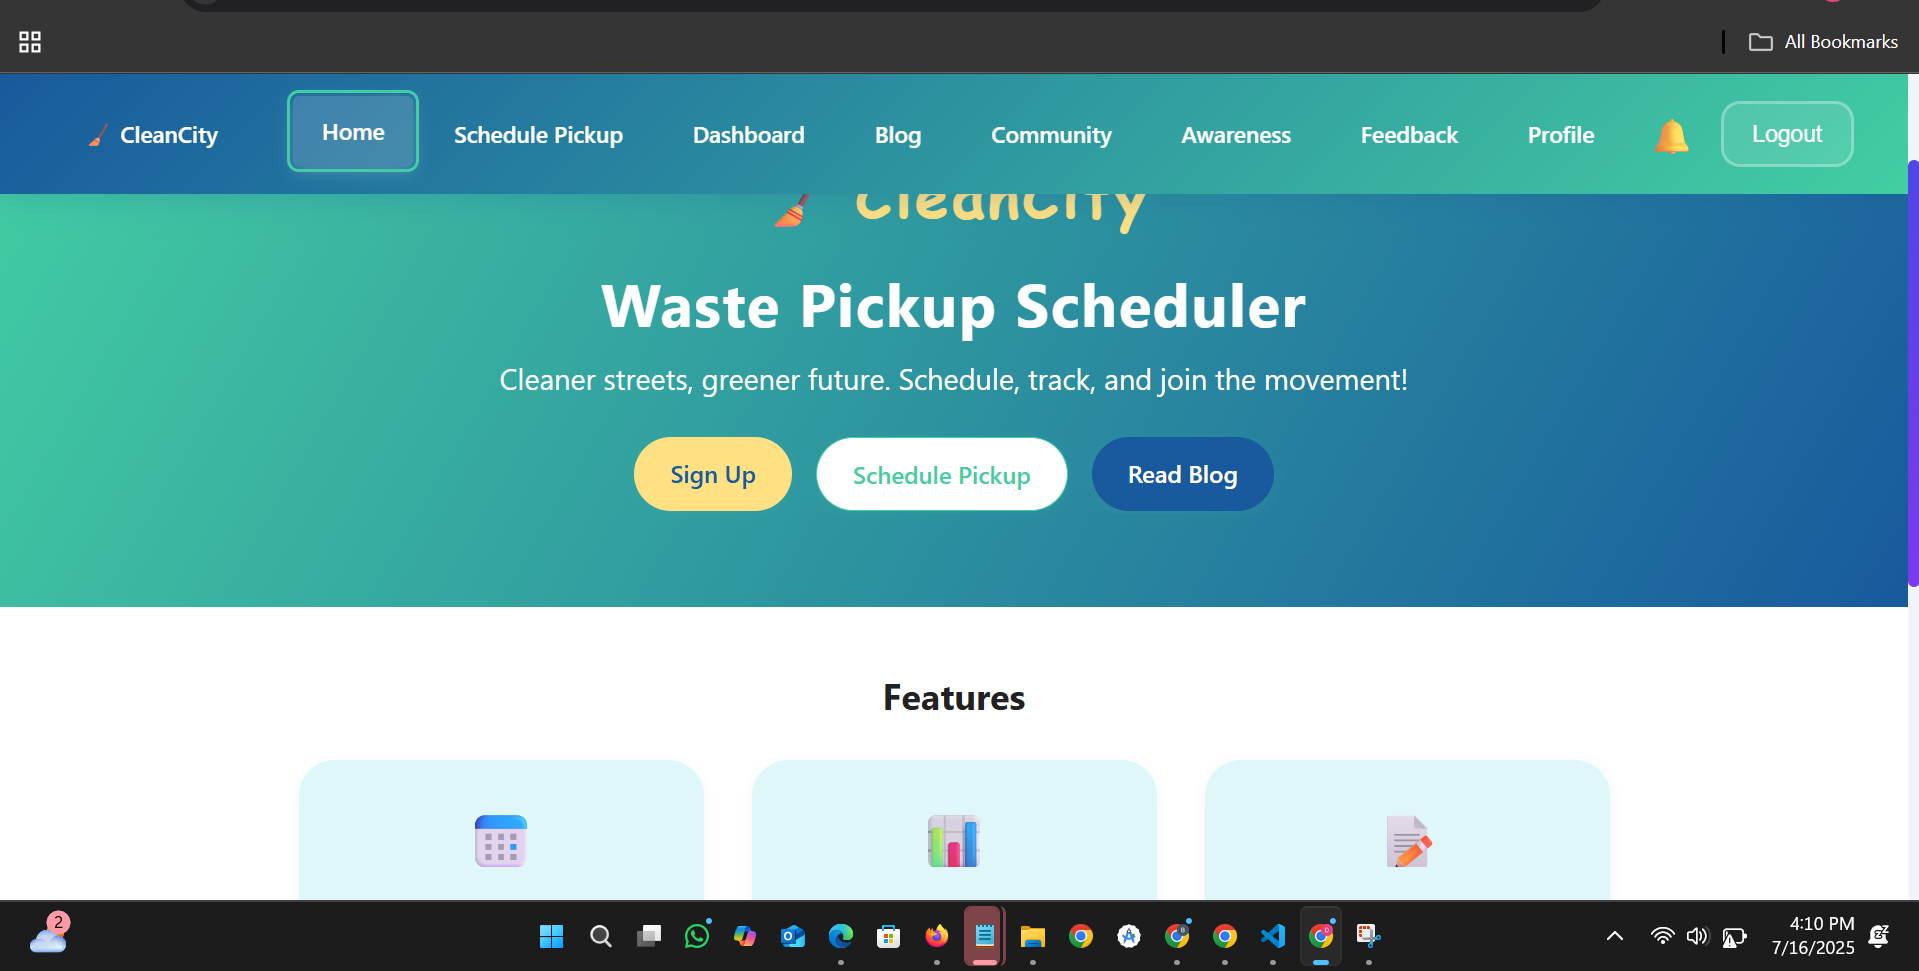 All Bookmarks
CleanCity
Home
Schedule Pickup
Dashboard
Blog
Community
Awareness
Feedback
Profile
Logout
CleanCity
Waste Pickup Scheduler
Cleaner streets, greener future. Schedule, track, and join the movement!
Sign Up
Schedule Pickup
Read Blog
Features
2
4:10 PM
7/16/2025